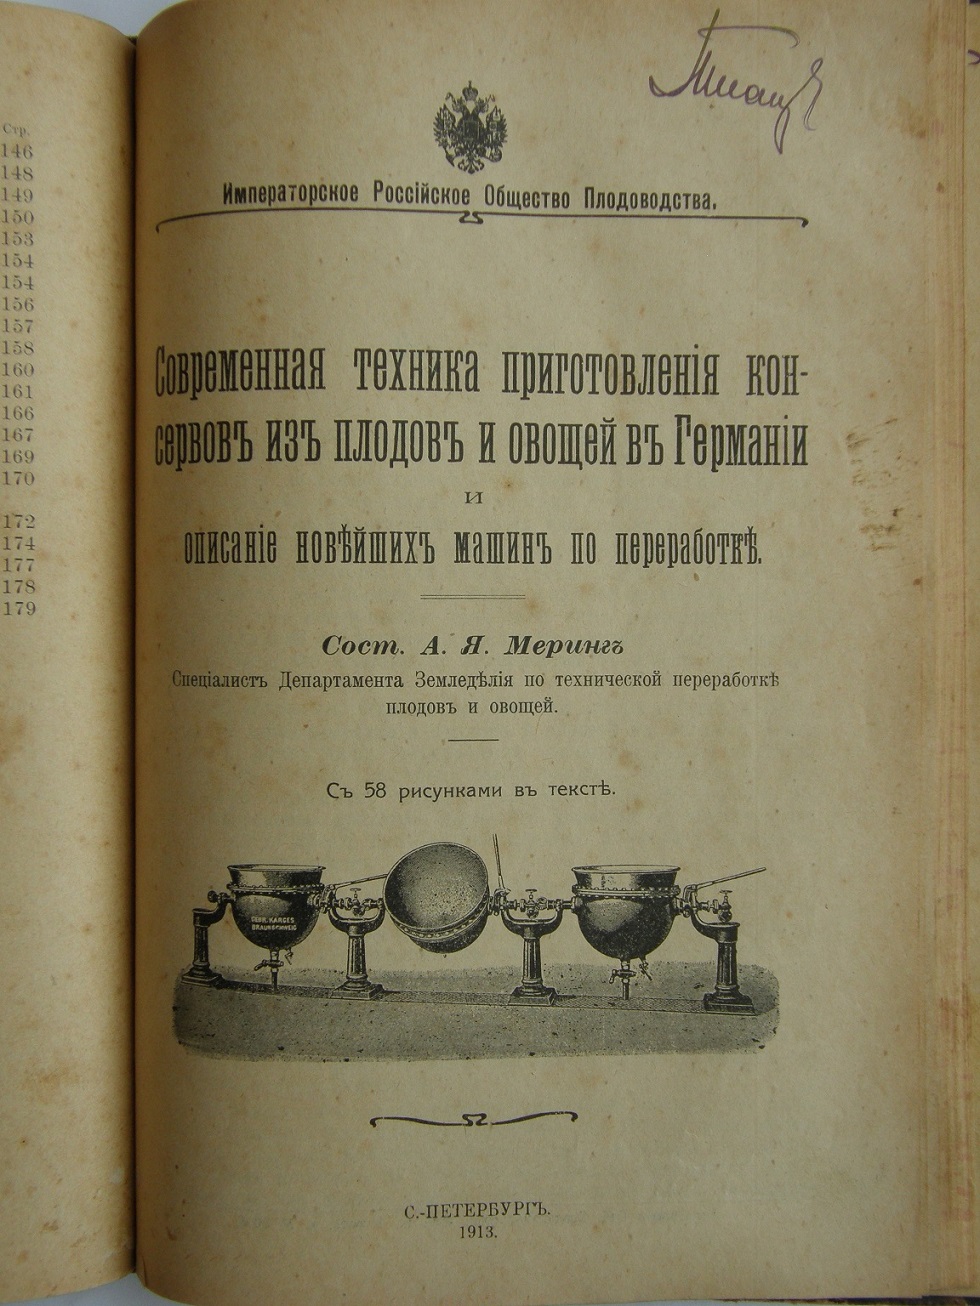 Стр.
146
148
149
150
153
154
154
156
157
158
160
161
166
167
169
170
172
174
177
178
179
Императорское Россійское Общество Плодоводства.
Современная техника приготовленія кон-
сервовъ изъ плодовъ и овощей въ Германіи
и
описаніе новѣйшихъ машинъ по переработкѣ.
Сост. А. Я. Мерингъ
Спеціалистъ Департамента Земледѣлія по технической переработкѣ
плодовъ и овощей.
Съ 58 рисунками въ текстѣ.
GEBR. KARGES
BRAUNSCHWEIG
С.-ПЕТЕРБУРГЪ.
1913.